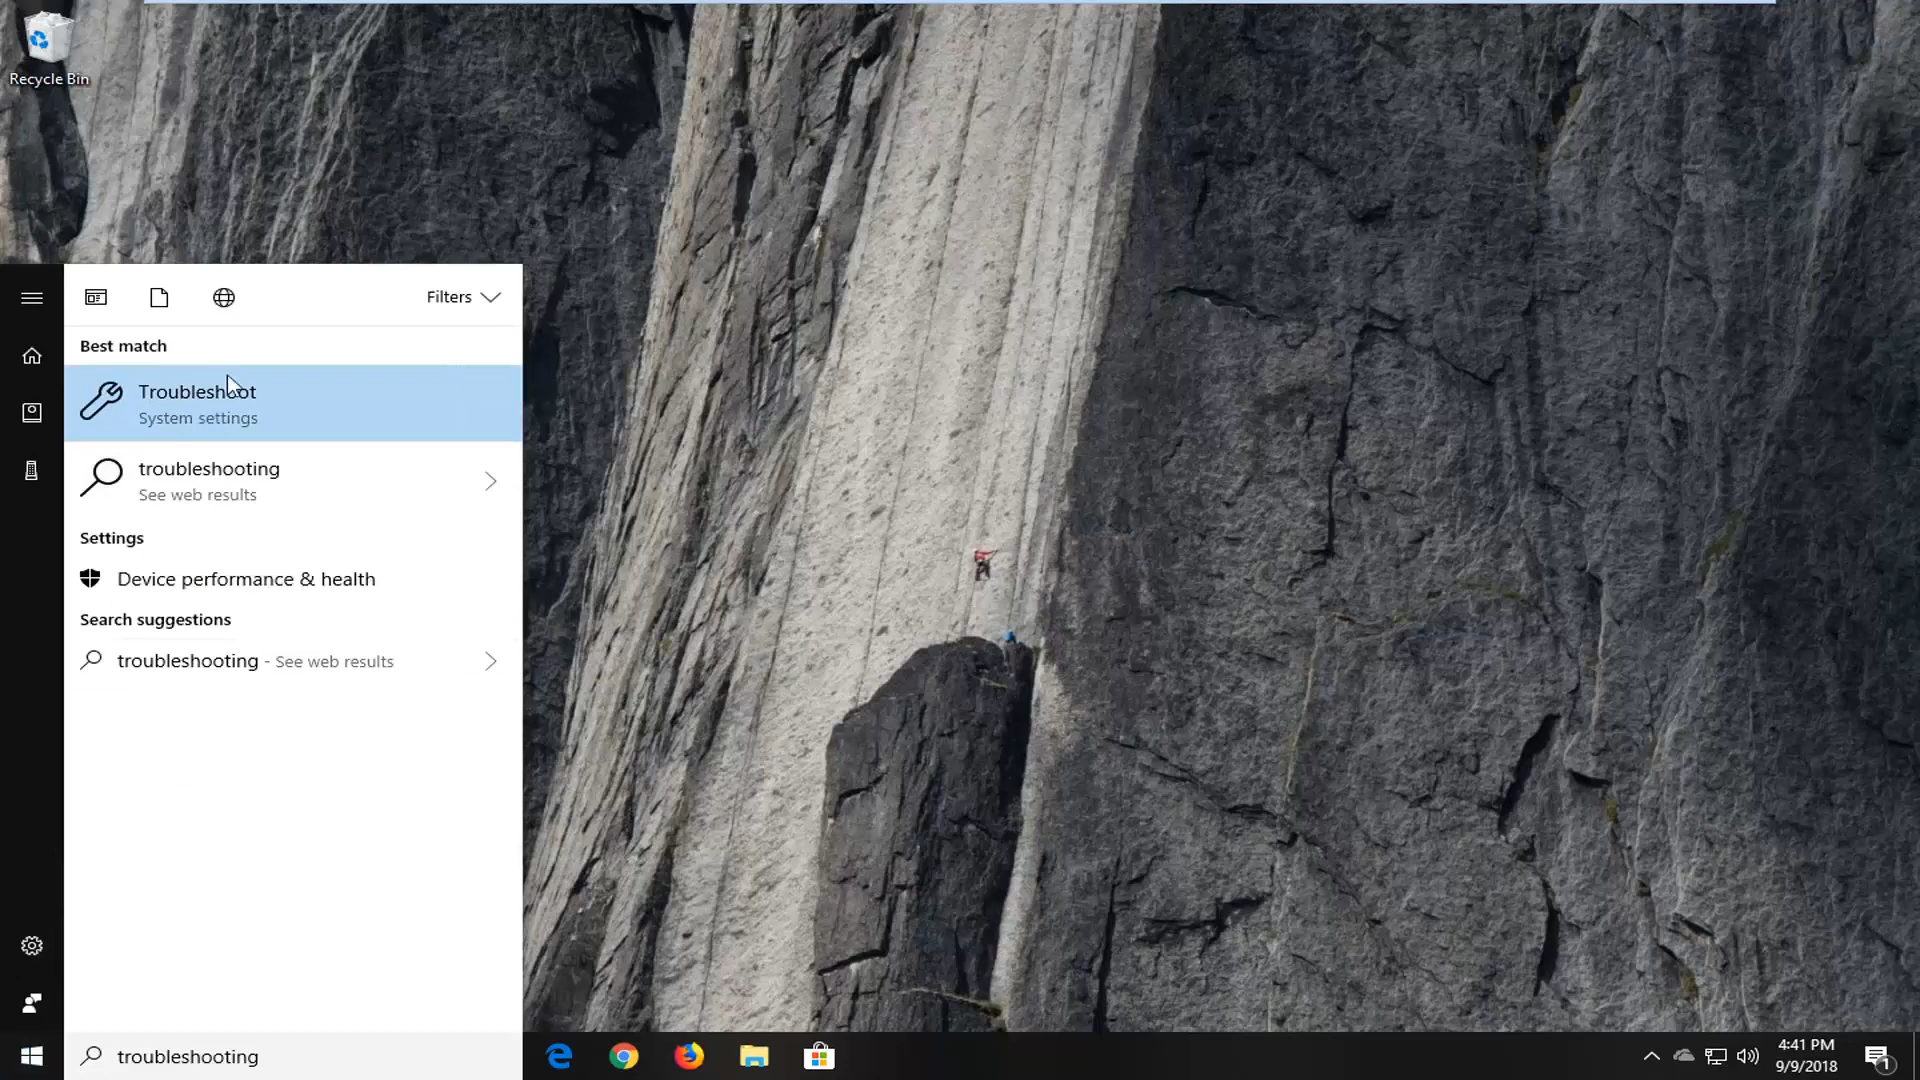 Recycle Bin
Filters
Best match
Troubleshoot
System settings
troubleshooting
See web results
Settings
Device performance & health
Search suggestions
troubleshooting - See web results
troubleshooting
4:41 PM
9/9/2018
1